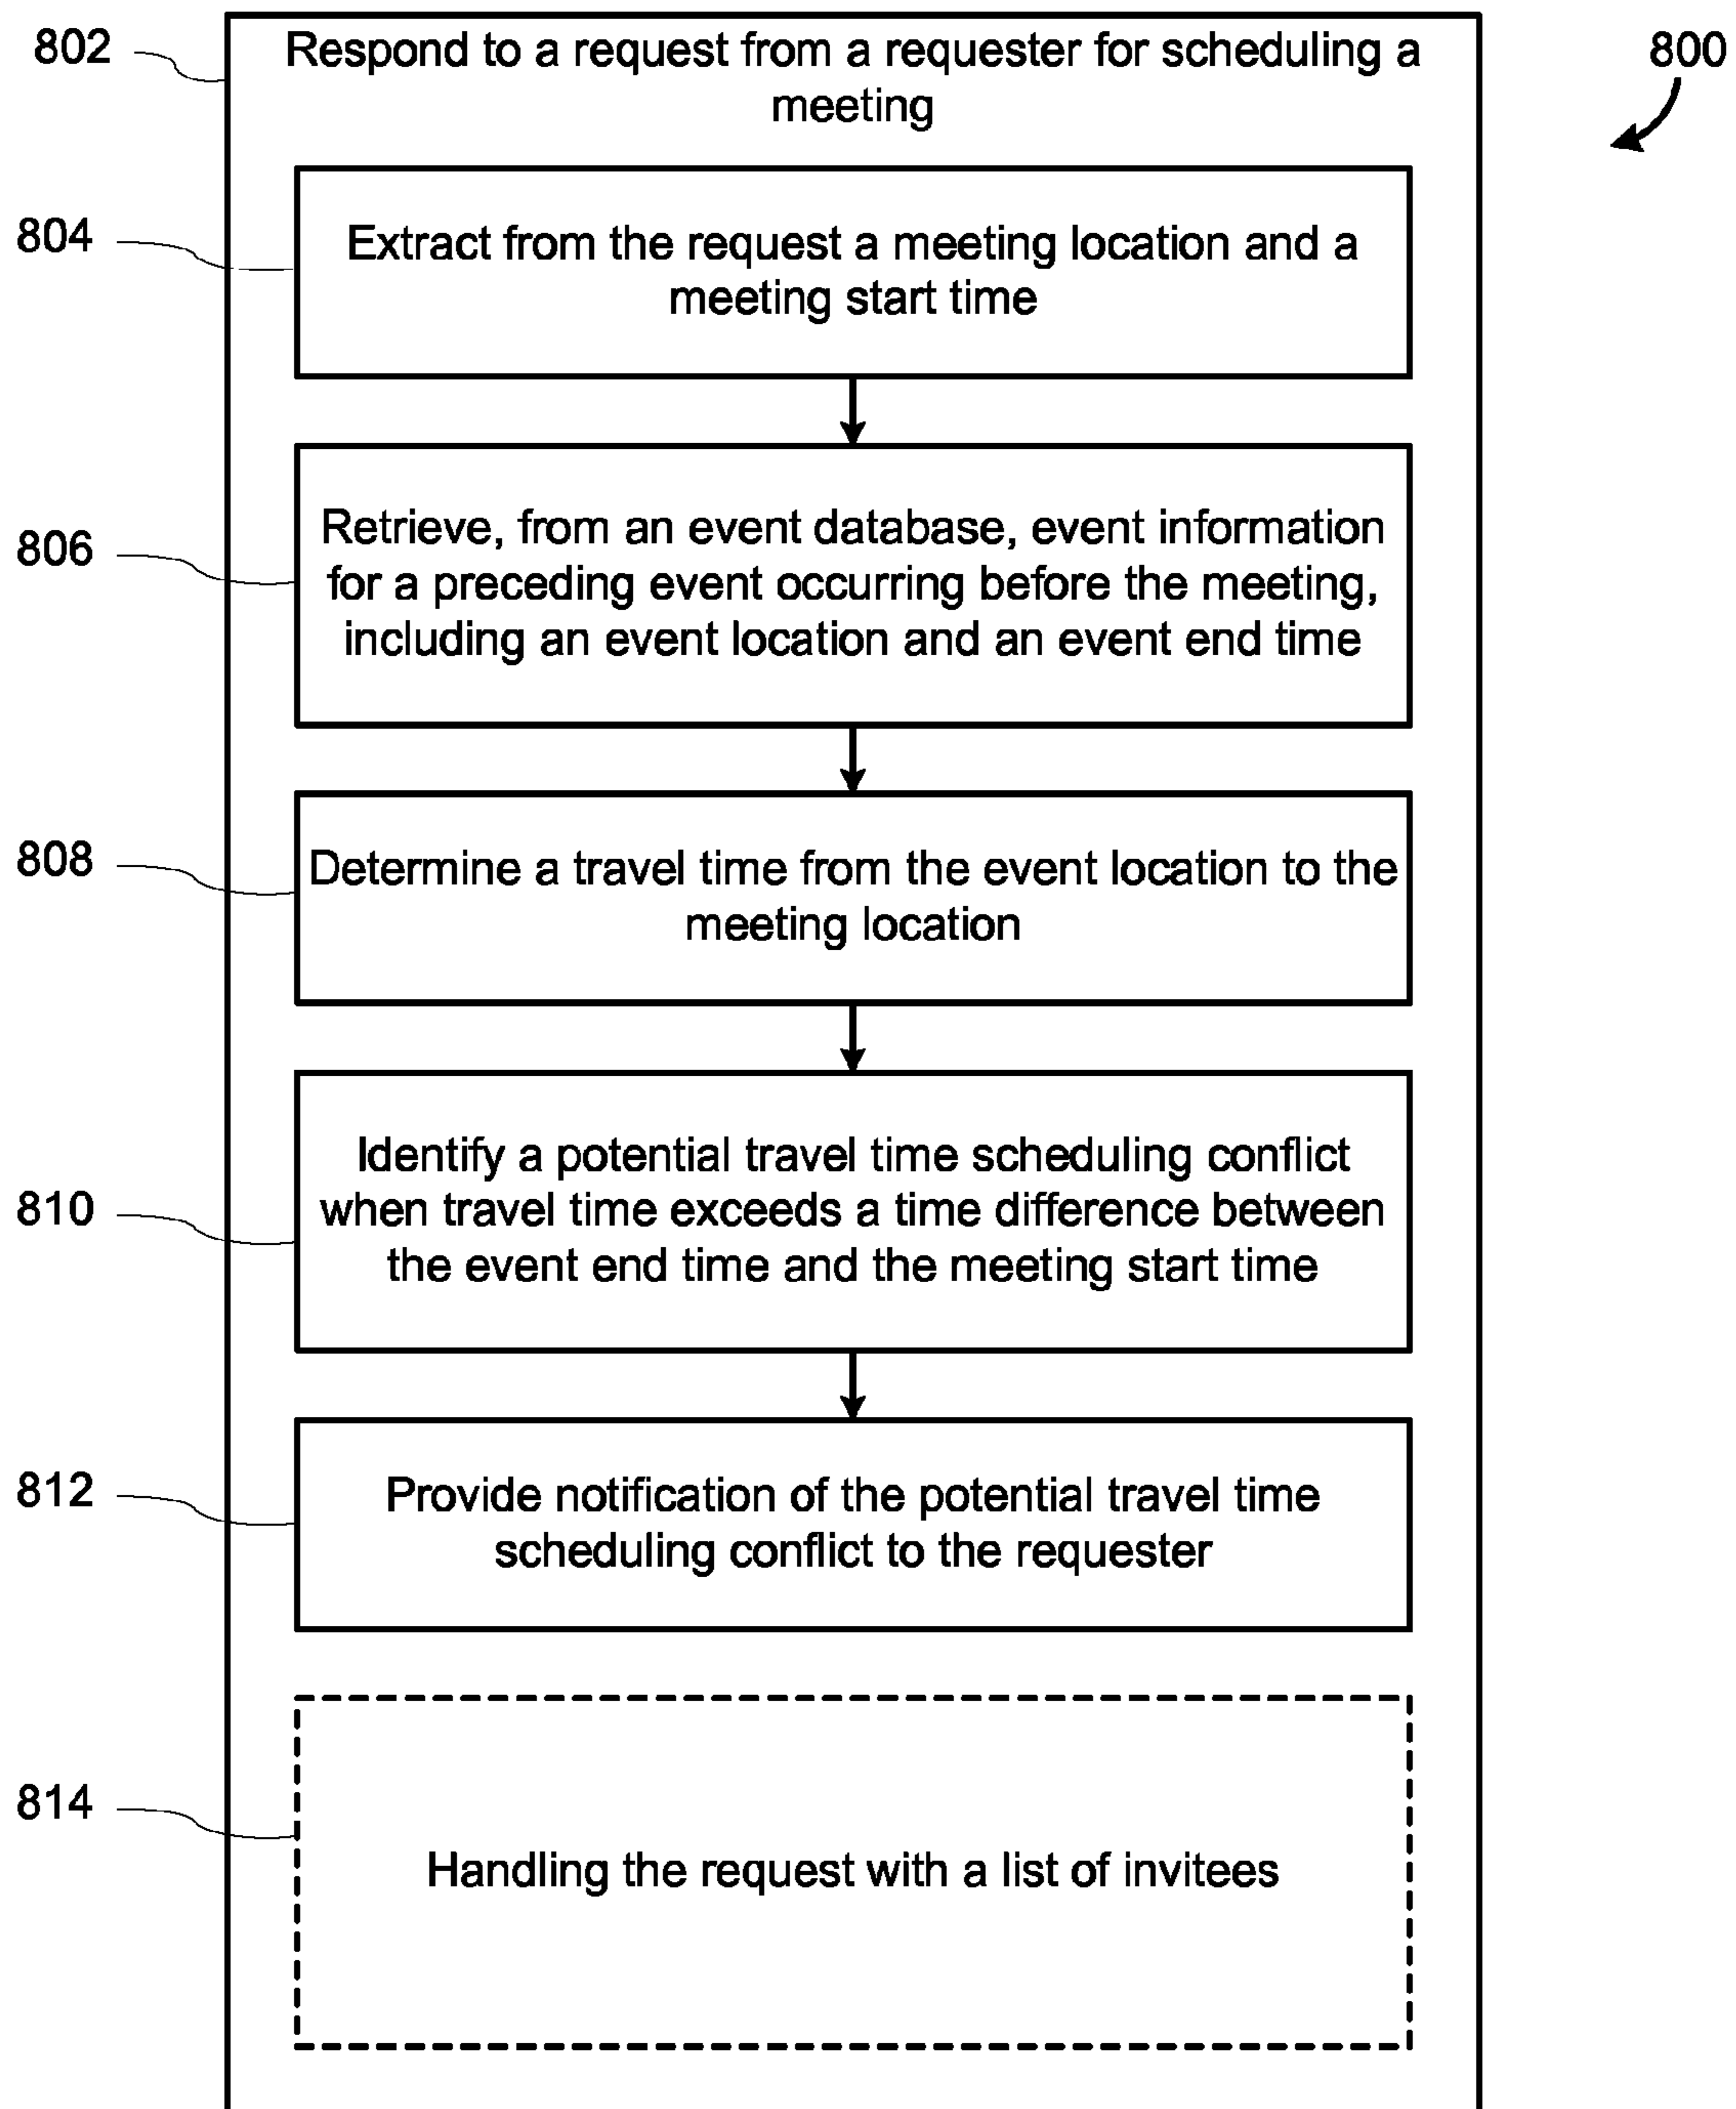 802
Respond to a request from a requester for scheduling a
meeting
800
804
Extract from the request a meeting location and a
meeting start time
806
Retrieve, from an event database, event information
for a preceding event occurring before the meeting,
including an event location and an event end time
808
Determine a travel time from the event location to the
meeting location
810
Identify a potential travel time scheduling conflict
when travel time exceeds a time difference between
the event end time and the meeting start time
812
Provide notification of the potential travel time
scheduling conflict to the requester
814
Handling the request with a list of invitees